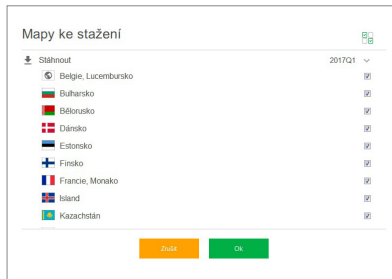 Mapy ke stažení
Stáhnout 2017Q1
Belgie, Lucembursko
Bulharsko
Bělorusko
Dánsko
Estonsko
Finsko
Francie, Monako
Island
Kazachstán
Zrušit Ok